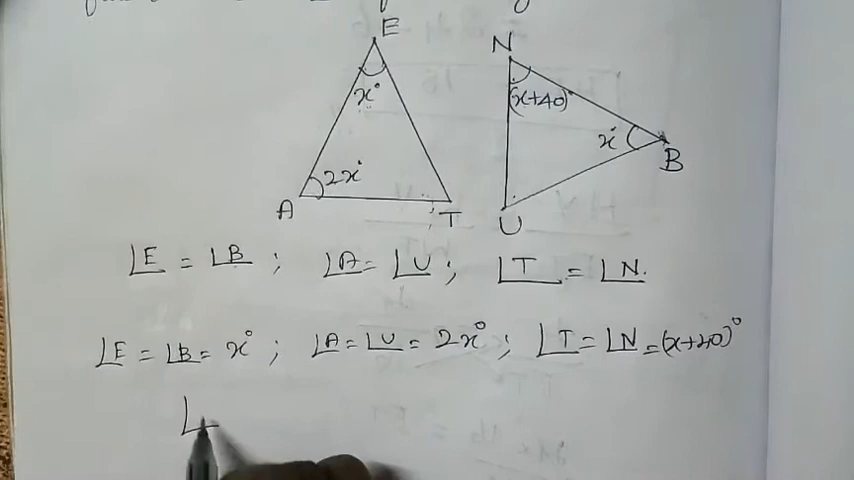 E
N
x°
(x+40)°
x°
2x°
B
A
T
U
∠E = ∠B ; ∠A = ∠U ; ∠T = ∠N.
∠E = ∠B = x° ; ∠A = ∠U = 2x° ; ∠T = ∠N = (x+40)°
∠